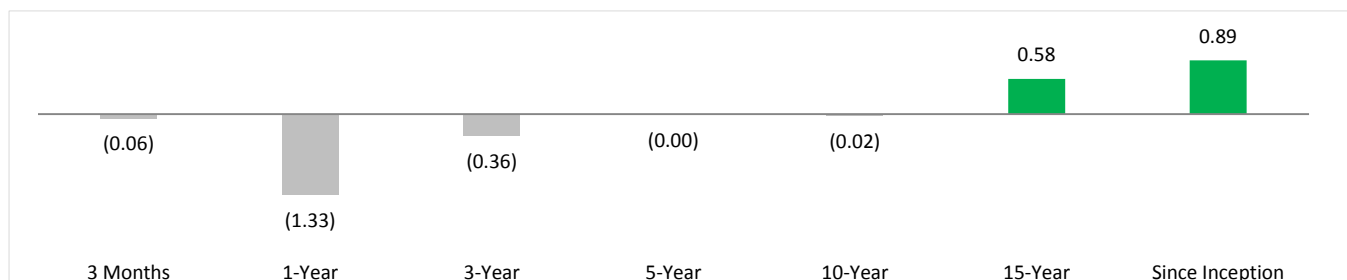 0.89
0.58
(0.06) (0.00) (0.02)
(0.36)
(1.33)
3 Months 1-Year 3-Year 5-Year 10-Year 15-Year Since Inception